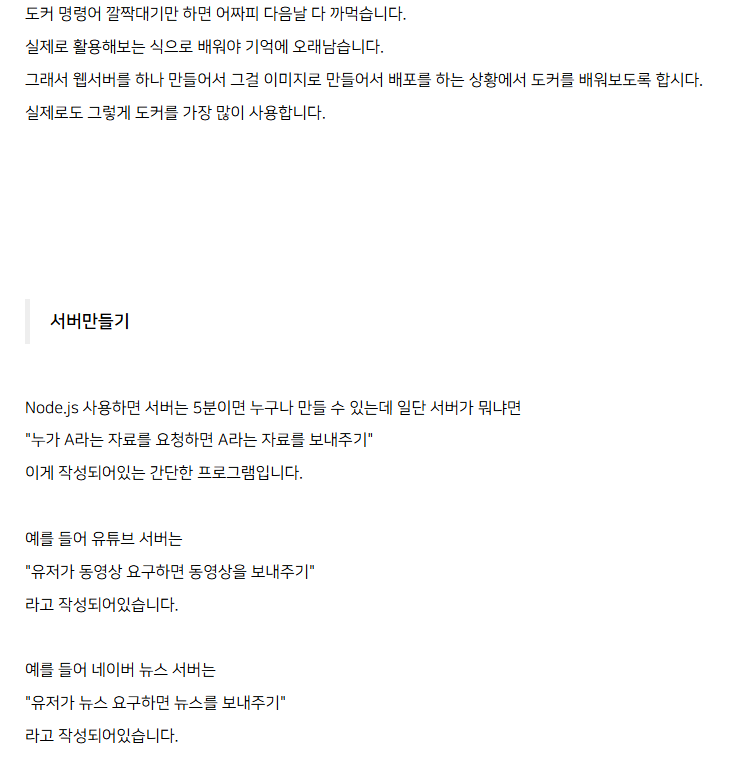 도커 명령어 깔짝대기만 하면 어짜피 다음날 다 까먹습니다.
실제로 활용해보는 식으로 배워야 기억에 오래남습니다.
그래서 웹서버를 하나 만들어서 그걸 이미지로 만들어서 배포를 하는 상황에서 도커를 배워보도록 합시다.
실제로도 그렇게 도커를 가장 많이 사용합니다.
서버만들기
Node.js 사용하면 서버는 5분이면 누구나 만들 수 있는데 일단 서버가 뭐냐면
"누가 A라는 자료를 요청하면 A라는 자료를 보내주기"
이게 작성되어있는 간단한 프로그램입니다.
예를 들어 유튜브 서버는
"유저가 동영상 요구하면 동영상을 보내주기"
라고 작성되어있습니다.
예를 들어 네이버 뉴스 서버는
"유저가 뉴스 요구하면 뉴스를 보내주기"
라고 작성되어있습니다.